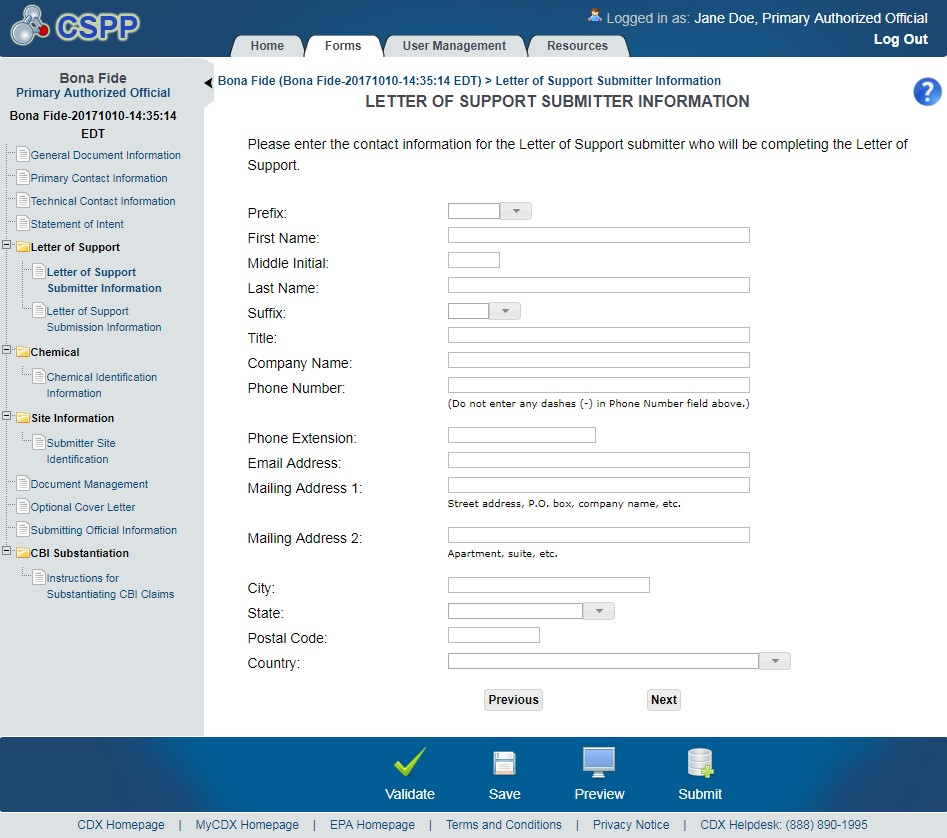 CSPP
Logged in as: Jane Doe, Primary Authorized Official
Log Out
Home
Forms
User Management
Resources
Bona Fide
Primary Authorized Official
Bona Fide-20171010-14:35:14
EDT
General Document Information
Primary Contact Information
Technical Contact Information
Statement of Intent
Letter of Support
Letter of Support
Submitter Information
Letter of Support
Submission Information
Chemical
Chemical Identification
Information
Site Information
Submitter Site
Identification
Document Management
Optional Cover Letter
Submitting Official Information
CBI Substantiation
Instructions for
Substantiating CBI Claims
Bona Fide (Bona Fide-20171010-14:35:14 EDT) > Letter of Support Submitter Information
LETTER OF SUPPORT SUBMITTER INFORMATION
?
Please enter the contact information for the Letter of Support submitter who will be completing the Letter of
Support.
Prefix:
First Name:
Middle Initial:
Last Name:
Suffix:
Title:
Company Name:
Phone Number:
(Do not enter any dashes (-) in Phone Number field above.)
Phone Extension:
Email Address:
Mailing Address 1:
Street address, P.O. box, company name, etc.
Mailing Address 2:
Apartment, suite, etc.
City:
State:
Postal Code:
Country:
Previous
Next
Validate
Save
Preview
Submit
CDX Homepage | MyCDX Homepage | EPA Homepage | Terms and Conditions | Privacy Notice | CDX Helpdesk: (888) 890-1995